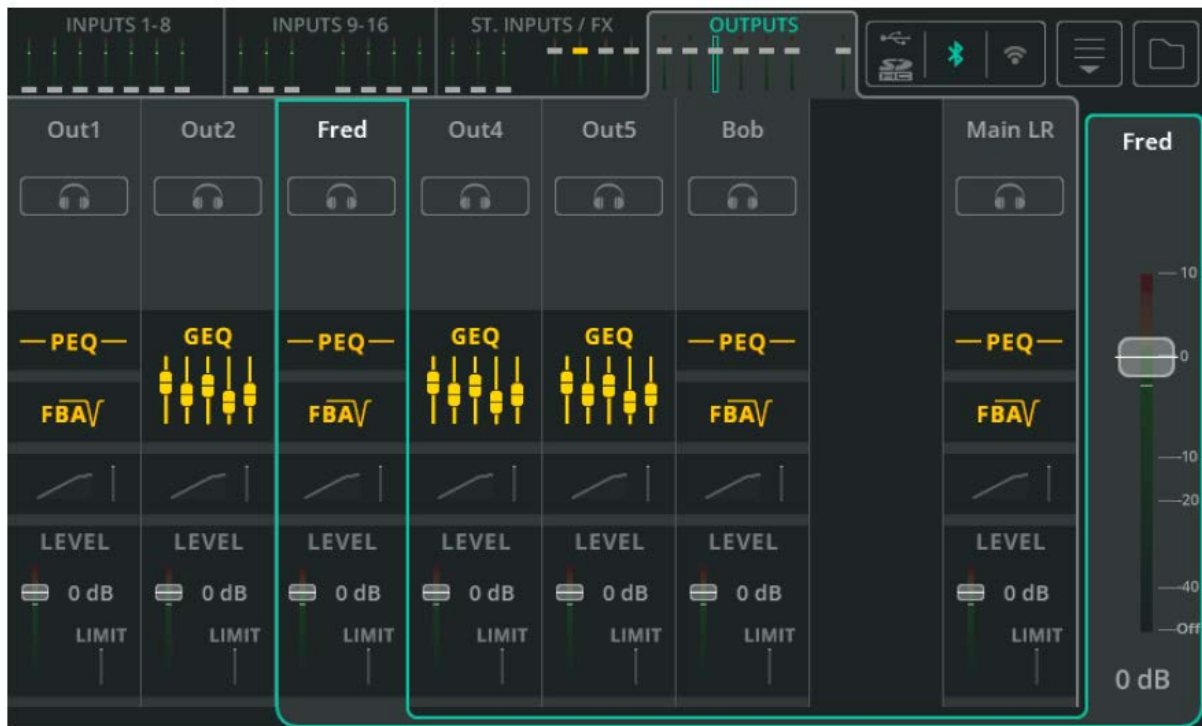 INPUTS 1-8
INPUTS 9-16
ST. INPUTS / FX
OUTPUTS
SD
HC
Out1
Out2
Fred
Out4
Out5
Bob
Main LR
Fred
PEQ
GEQ
PEQ
GEQ
GEQ
PEQ
PEQ
FBA
FBA
FBA
FBA
LEVEL
LEVEL
LEVEL
LEVEL
LEVEL
LEVEL
LEVEL
0 dB
0 dB
0 dB
0 dB
0 dB
0 dB
0 dB
LIMIT
LIMIT
LIMIT
LIMIT
LIMIT
LIMIT
LIMIT
10
0
-10
-20
-40
Off
0 dB